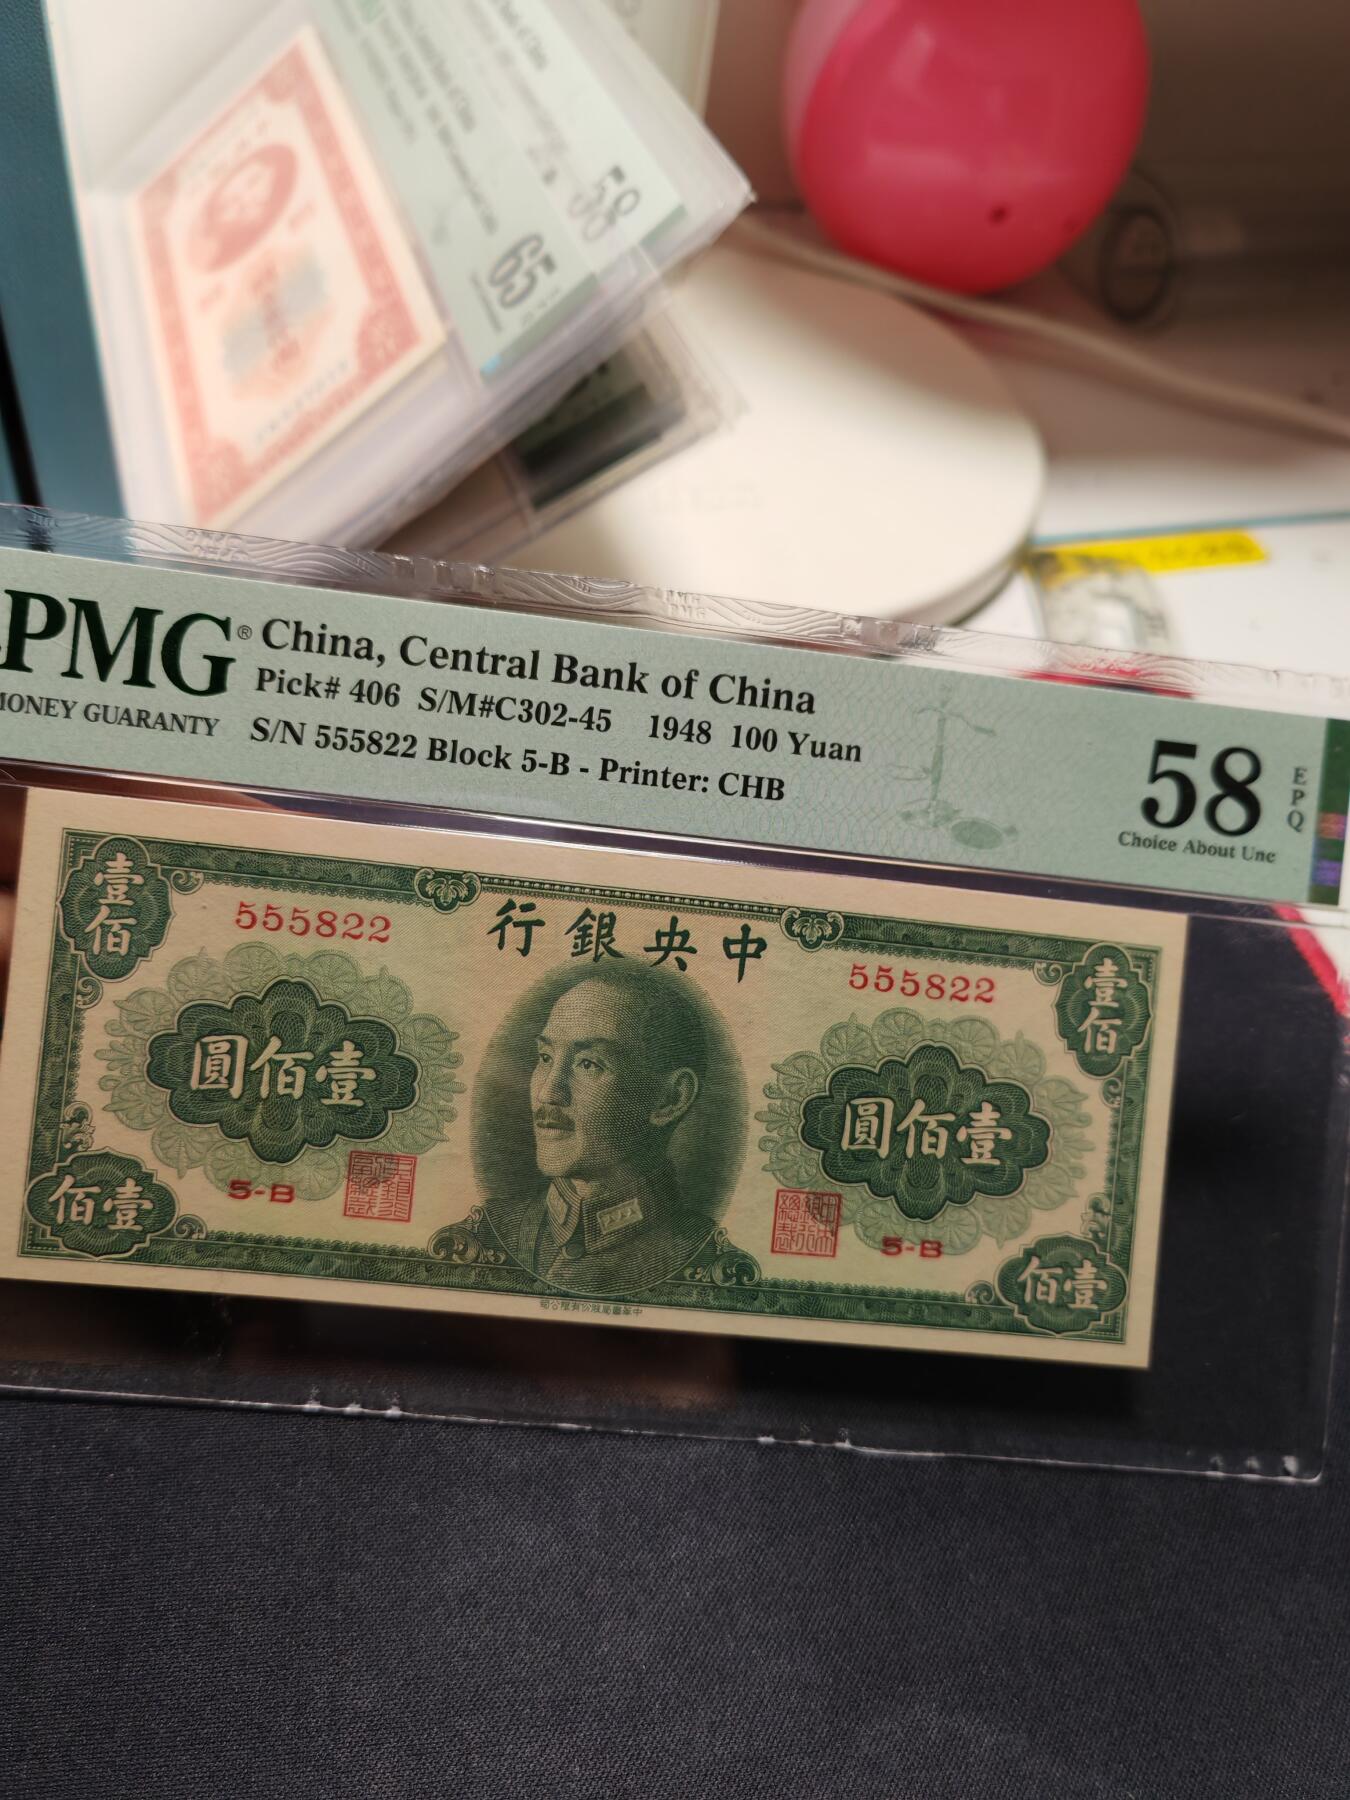 58
65
PMG® China, Central Bank of China
Pick# 406 S/M#C302-45 1948 100 Yuan
MONEY GUARANTY S/N 555822 Block 5-B - Printer: CHB
58 EPQ
Choice About Unc
壹佰
555822
行銀央中
555822
壹佰
圓佰壹
圓佰壹
5-B
5-B
佰壹
佰壹